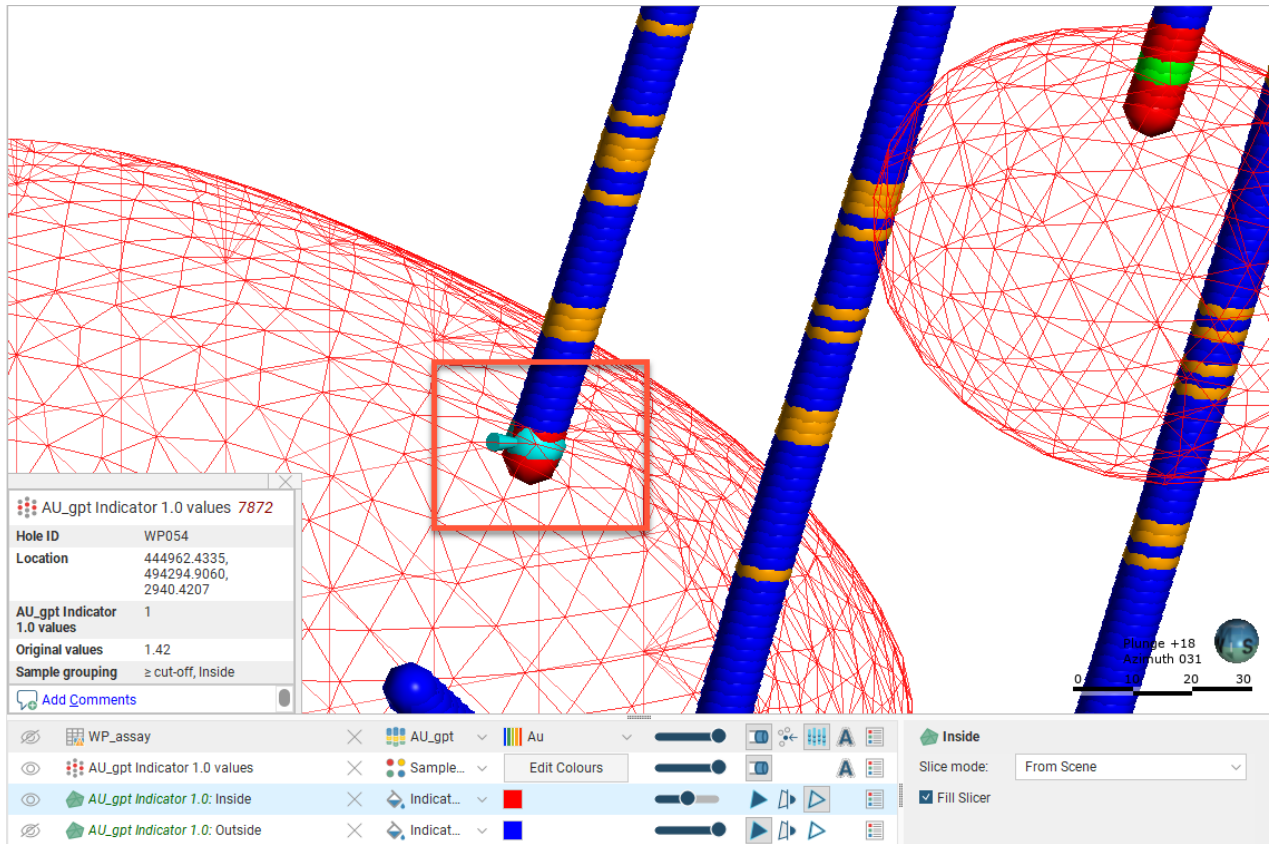 AU_gpt Indicator 1.0 values 7872
Hole ID WP054
Location 444962.4335,
494294.9060,
2940.4207
AU_gpt Indicator 1
1.0 values
Original values 1.42
Sample grouping ≥ cut-off, Inside
Add Comments
Plunge +18
Azimuth 031
0 10 20 30
S
WP_assay AU_gpt Au
AU_gpt Indicator 1.0 values Sample... Edit Colours
AU_gpt Indicator 1.0: Inside Indicat...
AU_gpt Indicator 1.0: Outside Indicat...
Inside
Slice mode: From Scene
Fill Slicer